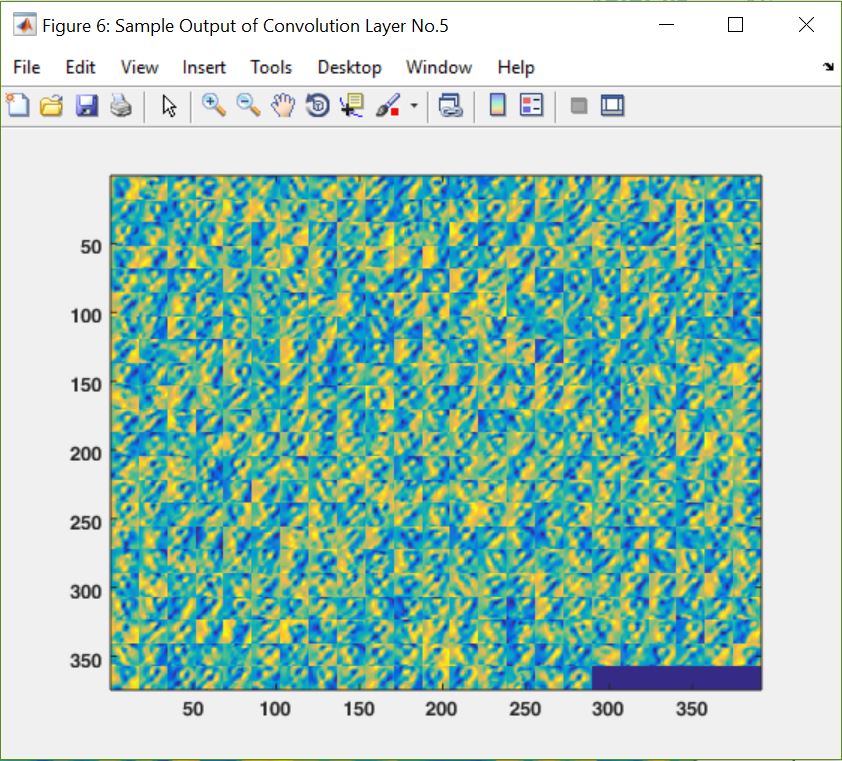 Figure 6: Sample Output of Convolution Layer No.5
File Edit View Insert Tools Desktop Window Help
50
100
150
200
250
300
350
50 100 150 200 250 300 350